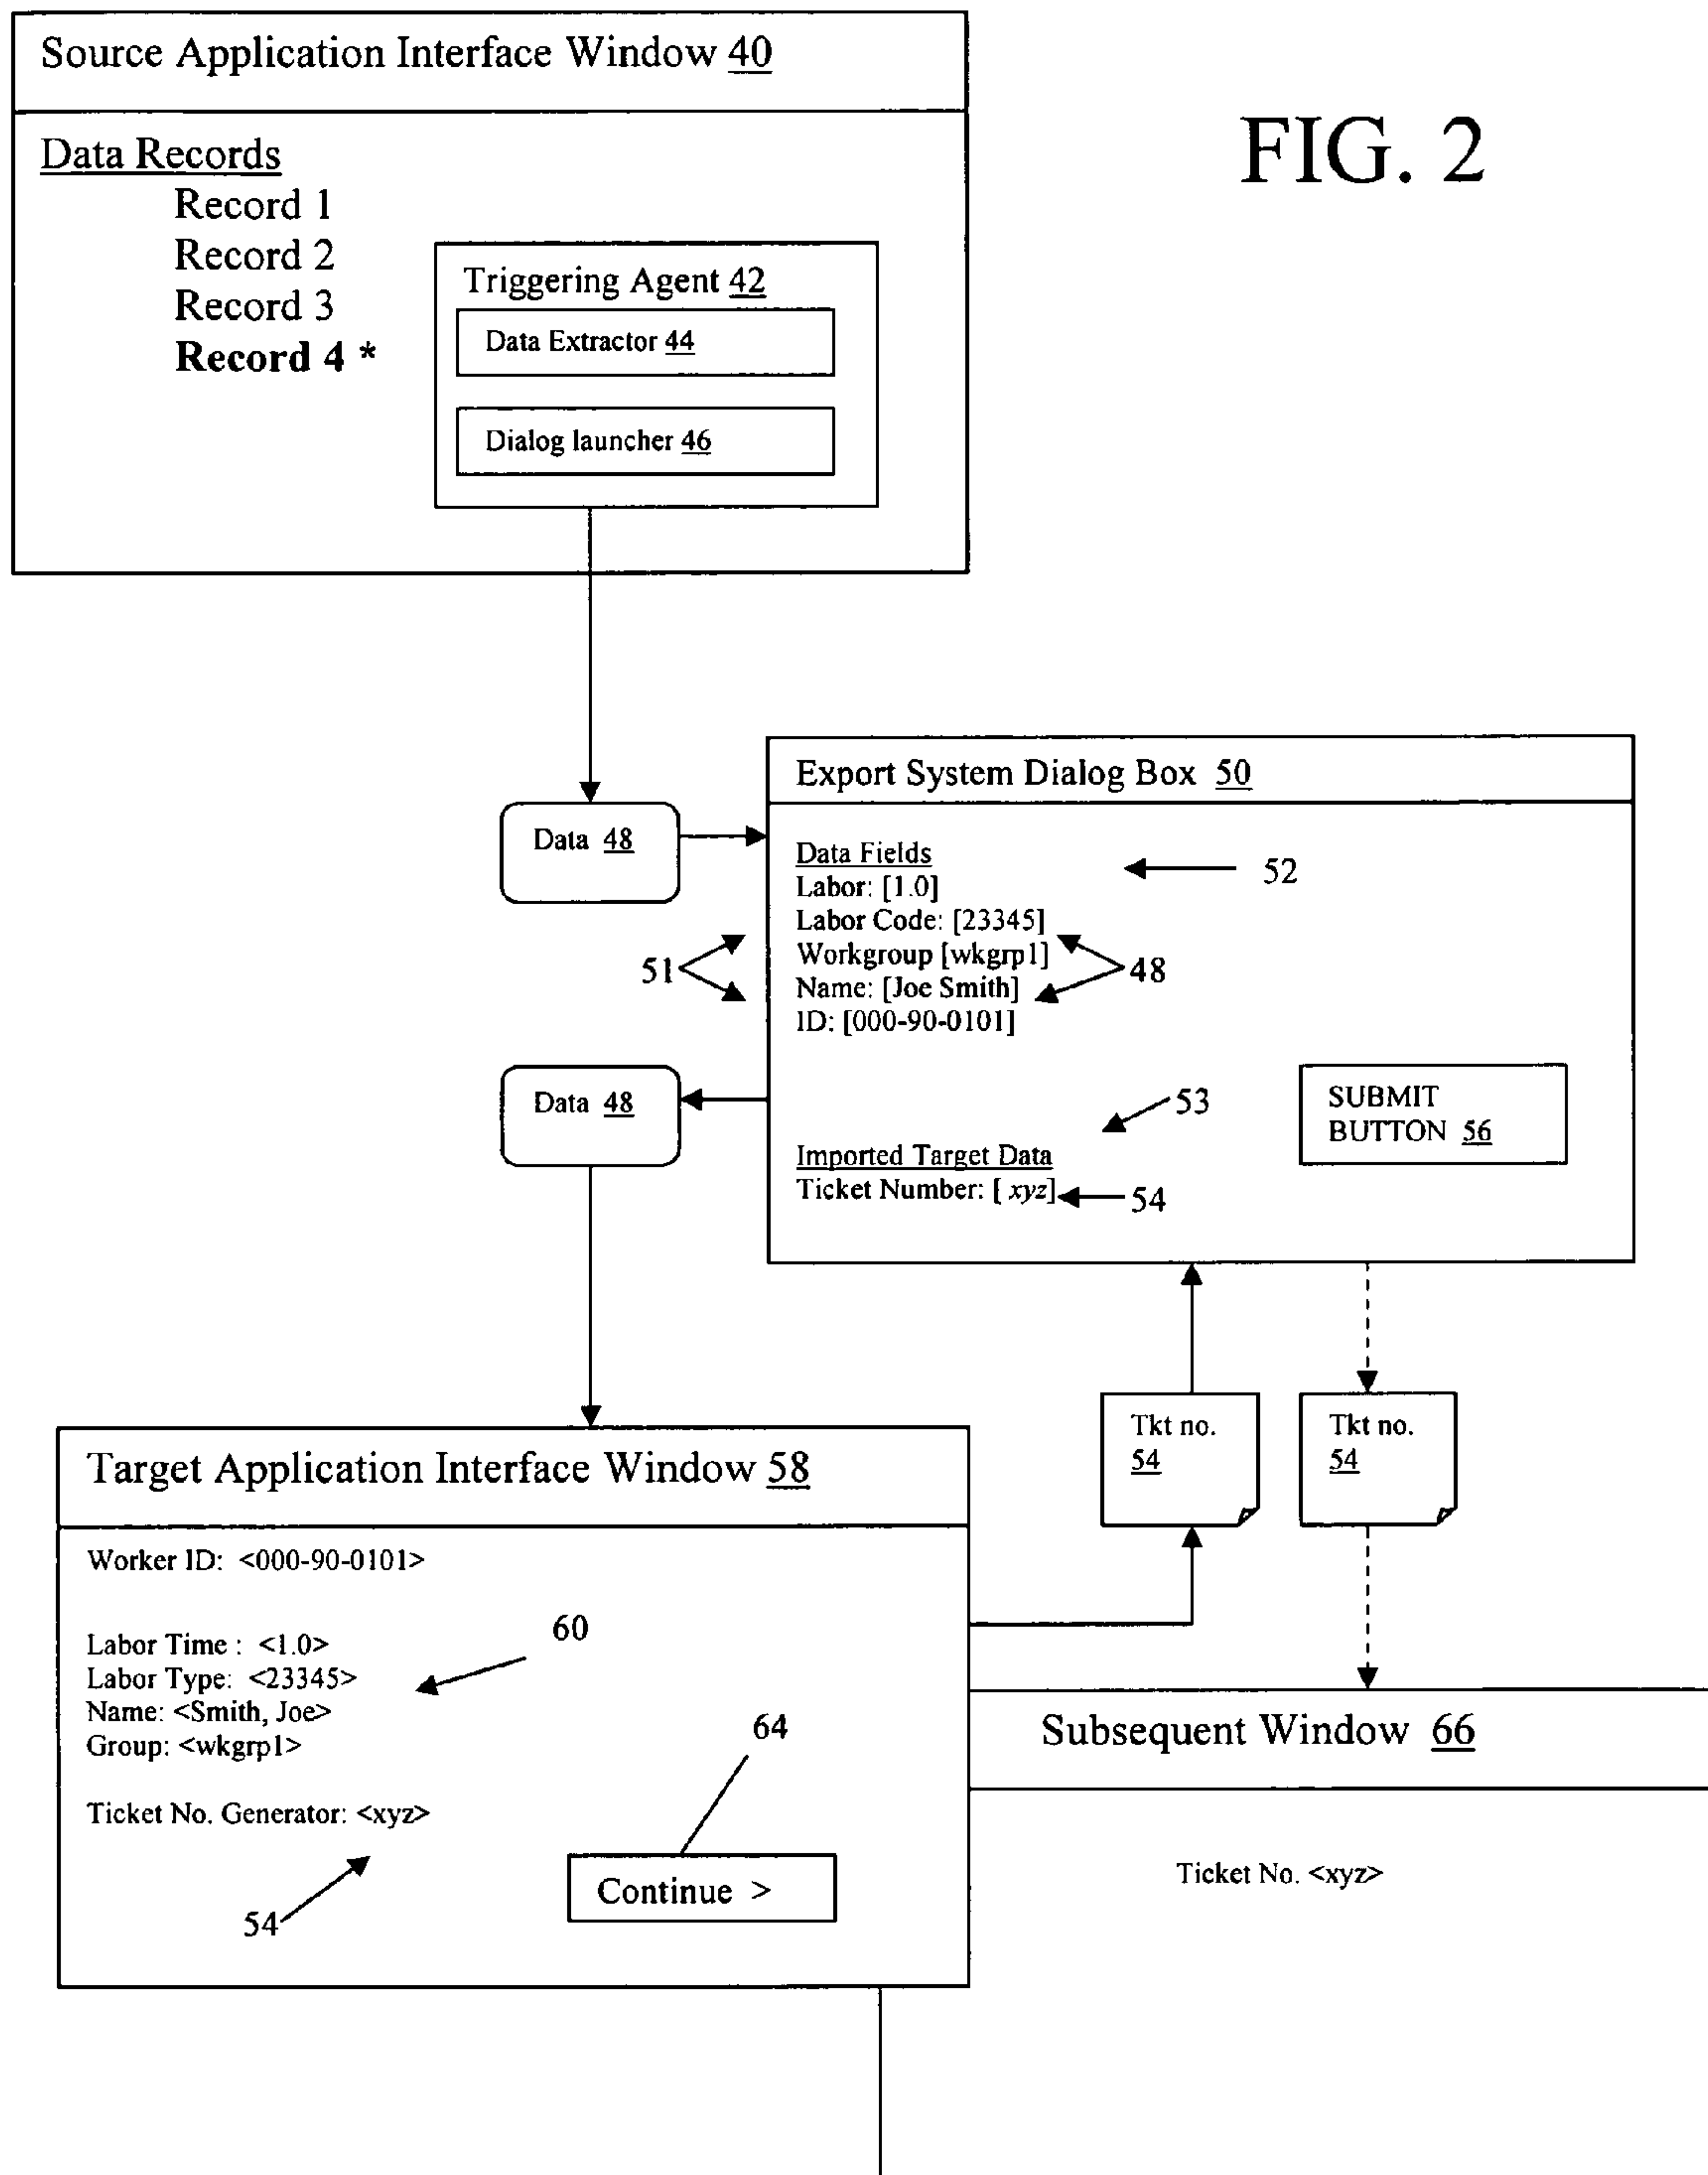 Source Application Interface Window 40
FIG. 2
Data Records
Record 1
Record 2
Record 3
Record 4 *
Triggering Agent 42
Data Extractor 44
Dialog launcher 46
Data 48
Export System Dialog Box 50
Data Fields
52
Labor: [1.0]
Labor Code: [23345]
Workgroup [wkgrp1]
51
48
Name: [Joe Smith]
ID: [000-90-0101]
Data 48
53
SUBMIT
BUTTON 56
Imported Target Data
Ticket Number: [ xyz]
54
Tkt no.
54
Tkt no.
54
Target Application Interface Window 58
Worker ID: <000-90-0101>
60
Labor Time : <1.0>
Labor Type: <23345>
Name: <Smith, Joe>
Group: <wkgrp1>
64
Subsequent Window 66
Ticket No. Generator: <xyz>
54
Continue >
Ticket No. <xyz>